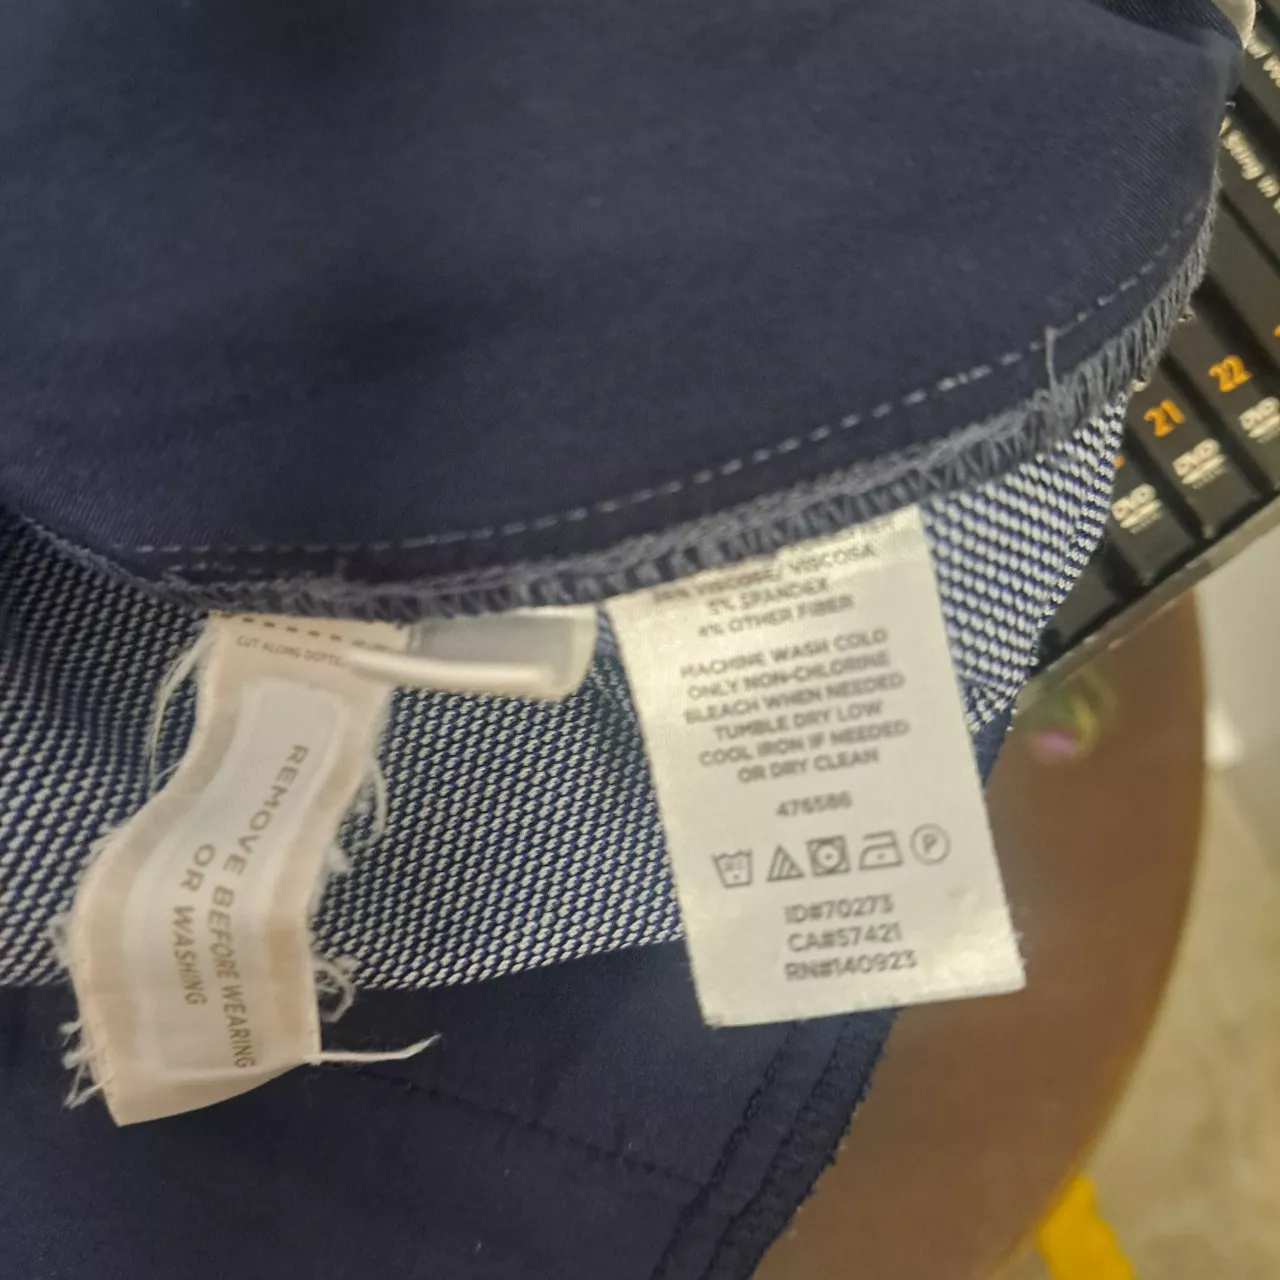 VISCOSA
5% SPANDEX
4% OTHER FIBER
MACHINE WASH COLD
ONLY NON-CHLORINE
BLEACH WHEN NEEDED
TUMBLE DRY LOW
COOL IRON IF NEEDED
OR DRY CLEAN
476586
P
ID#70273
CA#57421
RN#140923
CUT ALONG
REMOVE BEFORE WEARING
OR WASHING
21
22
DVD
DVD
DVD